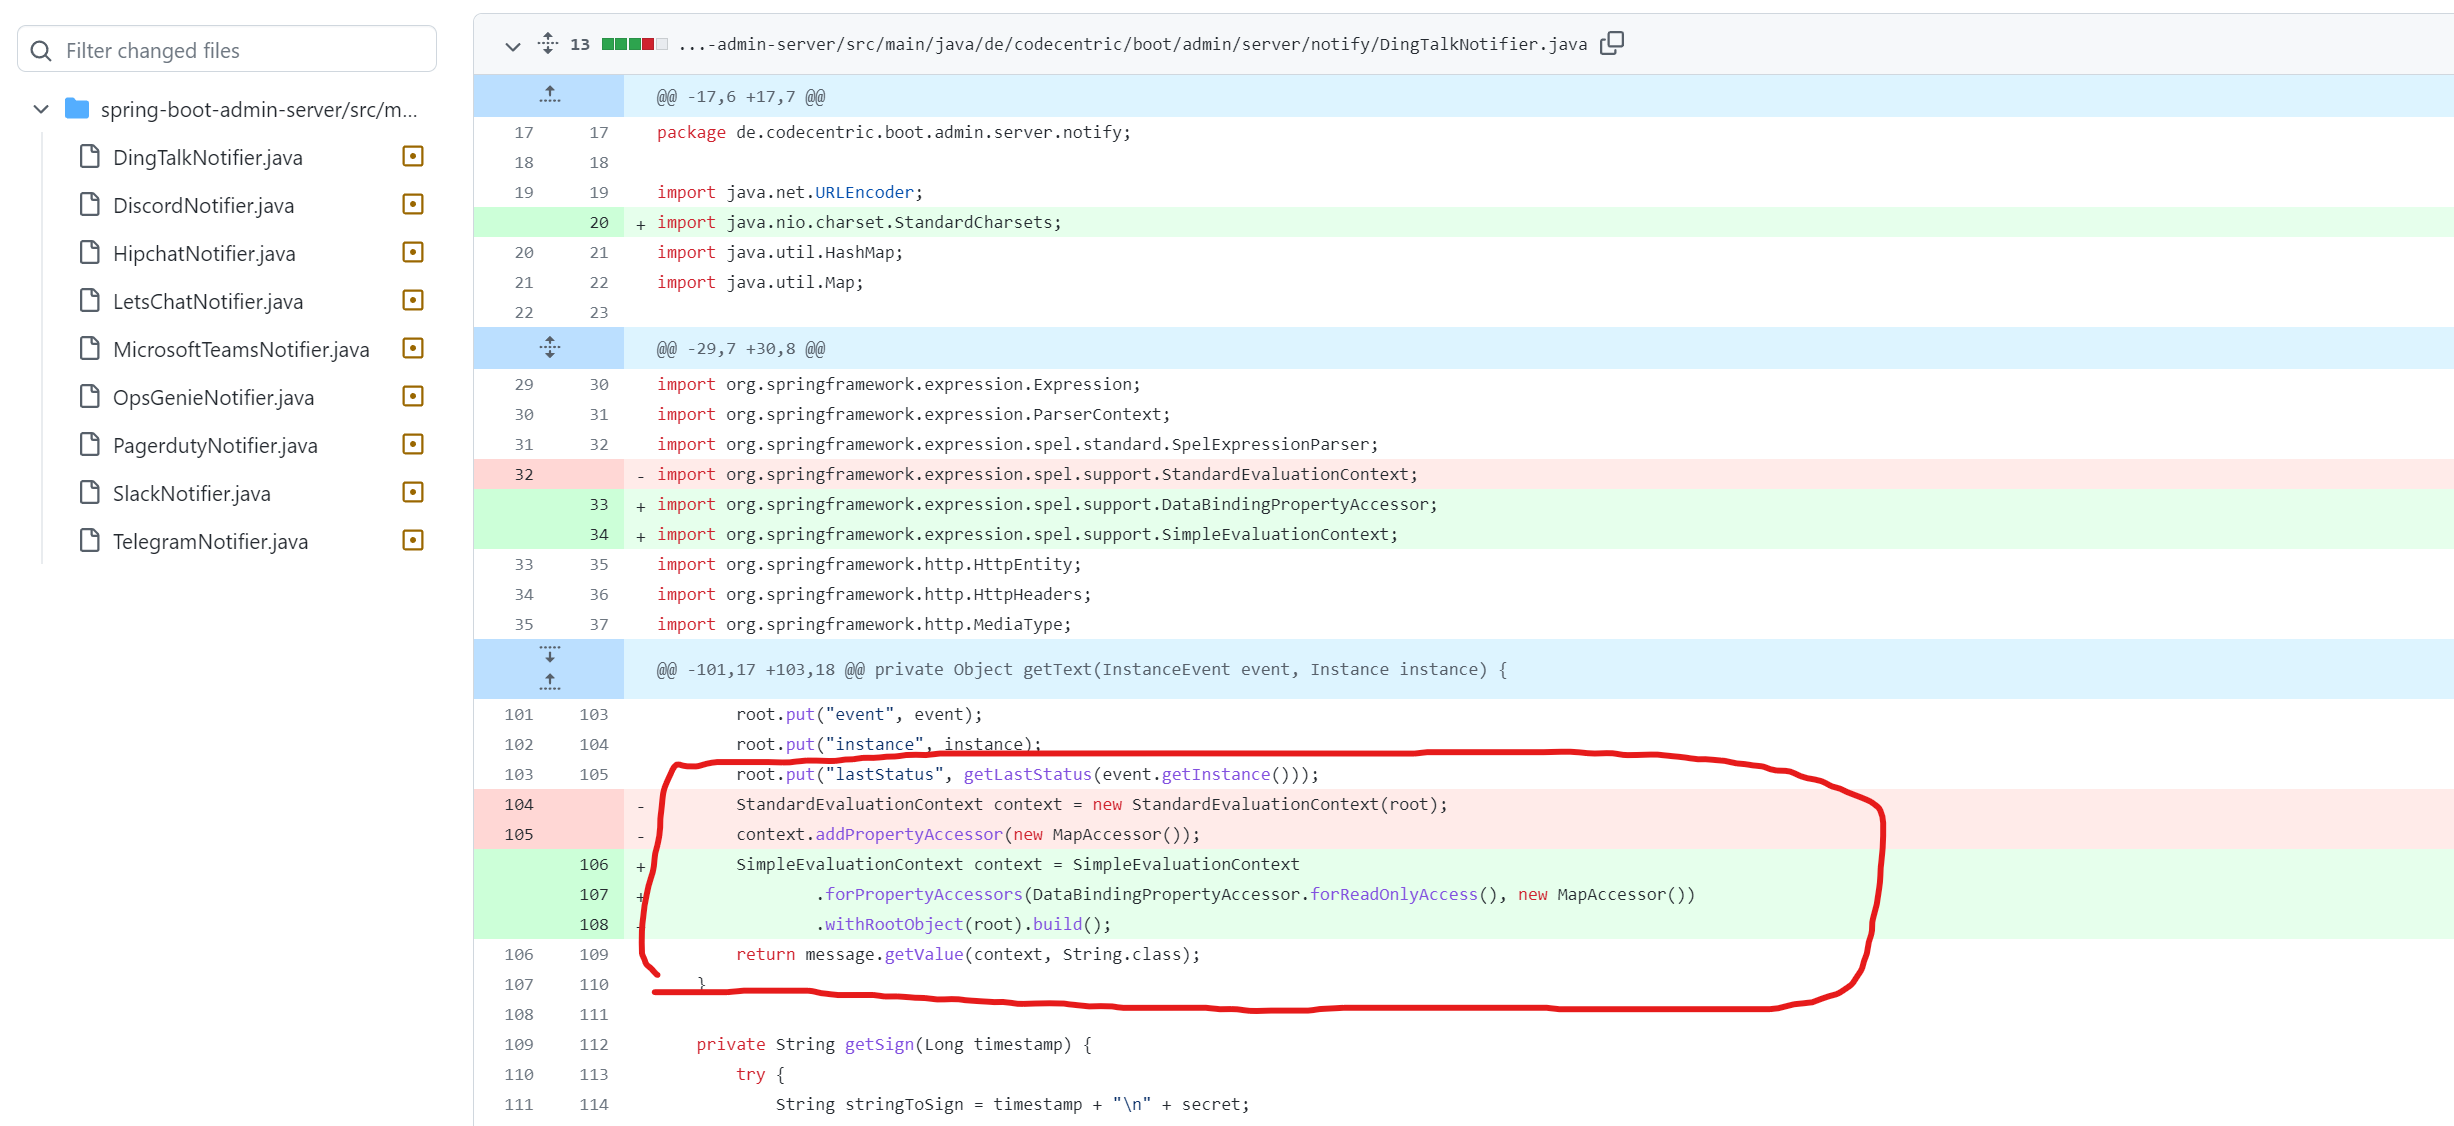 Filter changed files
spring-boot-admin-server/src/m...
DingTalkNotifier.java
DiscordNotifier.java
HipchatNotifier.java
LetsChatNotifier.java
MicrosoftTeamsNotifier.java
OpsGenieNotifier.java
PagerdutyNotifier.java
SlackNotifier.java
TelegramNotifier.java
13 ...-admin-server/src/main/java/de/codecentric/boot/admin/server/notify/DingTalkNotifier.java
@@ -17,6 +17,7 @@
17 17 package de.codecentric.boot.admin.server.notify;
18 18
19 19 import java.net.URLEncoder;
20 + import java.nio.charset.StandardCharsets;
20 21 import java.util.HashMap;
21 22 import java.util.Map;
22 23
@@ -29,7 +30,8 @@
29 30 import org.springframework.expression.Expression;
30 31 import org.springframework.expression.ParserContext;
31 32 import org.springframework.expression.spel.standard.SpelExpressionParser;
32 - import org.springframework.expression.spel.support.StandardEvaluationContext;
33 + import org.springframework.expression.spel.support.DataBindingPropertyAccessor;
34 + import org.springframework.expression.spel.support.SimpleEvaluationContext;
33 35 import org.springframework.http.HttpEntity;
34 36 import org.springframework.http.HttpHeaders;
35 37 import org.springframework.http.MediaType;
@@ -101,17 +103,18 @@ private Object getText(InstanceEvent event, Instance instance) {
101 103 root.put("event", event);
102 104 root.put("instance", instance);
103 105 root.put("lastStatus", getLastStatus(event.getInstance()));
104 - StandardEvaluationContext context = new StandardEvaluationContext(root);
105 - context.addPropertyAccessor(new MapAccessor());
106 + SimpleEvaluationContext context = SimpleEvaluationContext
107 + .forPropertyAccessors(DataBindingPropertyAccessor.forReadOnlyAccess(), new MapAccessor())
108 + .withRootObject(root).build();
106 109 return message.getValue(context, String.class);
107 110 }
108 111
109 112 private String getSign(Long timestamp) {
110 113 try {
111 114 String stringToSign = timestamp + "\n" + secret;